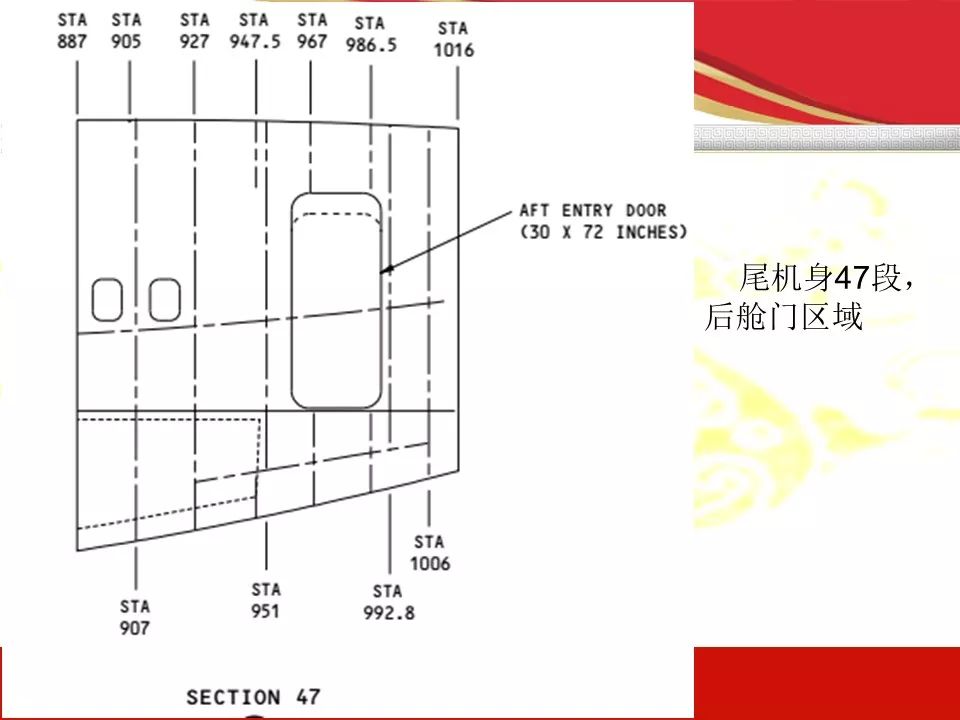 STA STA STA STA STA STA STA
887 905 927 947.5 967 986.5 1016
AFT ENTRY DOOR
(30 X 72 INCHES)
尾机身47段，
后舱门区域
STA
1006
STA STA
951 992.8
STA
907
SECTION 47